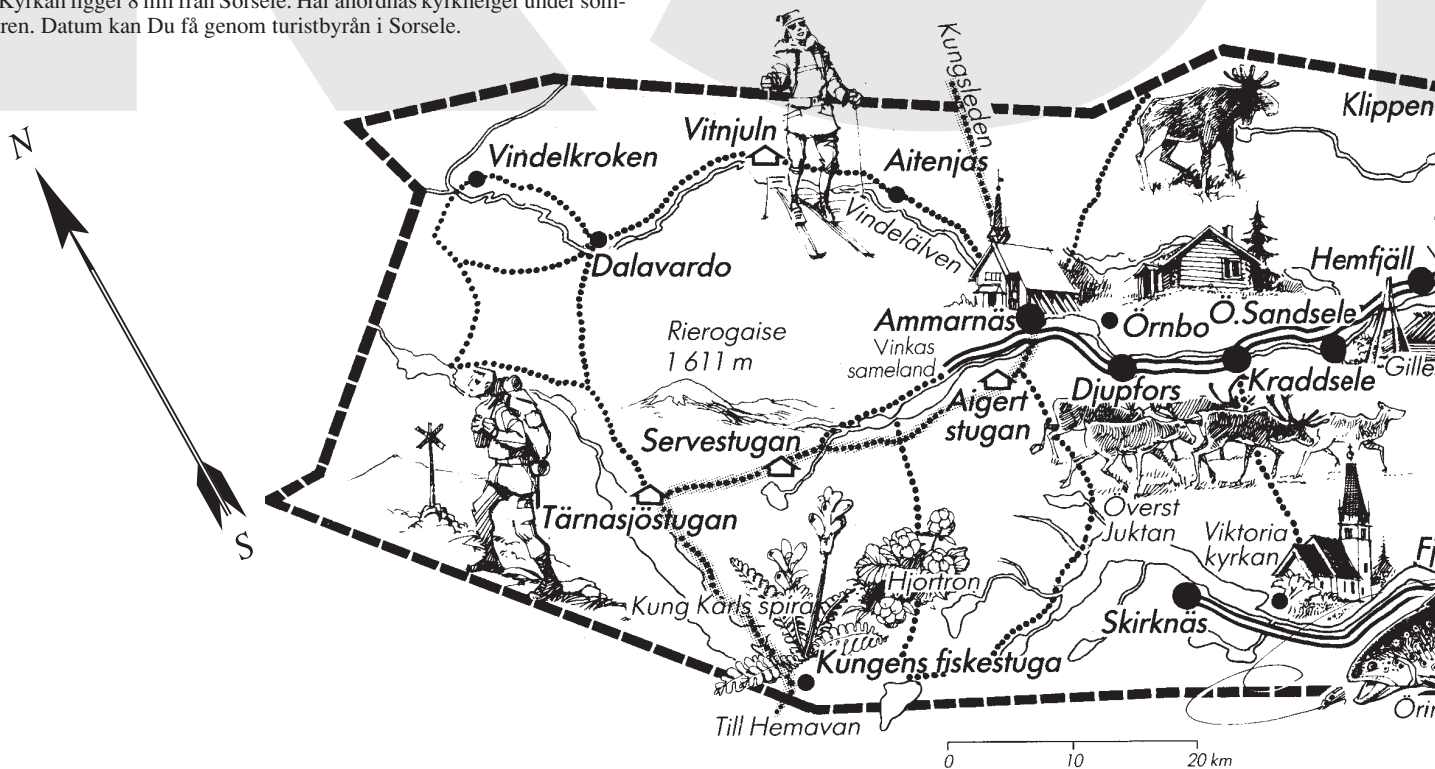 Kyrkan ligger 8 mil från Sorsele. Här anordnas kyrkhelger under som-
ren. Datum kan Du få genom turistbyrån i Sorsele.
Kungsleden
Klippen
N
Vitnjuln
Vindelkroken
Aitenjas
Vindelälven
Dalavardo
Hemfjäll
Rierogaise
1 611 m
Ammarnäs
Örnbo
Ö.Sandsele
Vinkas
sameland
Djupfors
Kraddsele
Gille
Aigert
stugan
Servestugan
Tärnasjöstugan
S
Överst
Juktan
Viktoria
kyrkan
Hjortron
Kung Karls spira
Skirknäs
Kungens fiskestuga
Till Hemavan
0 10 20 km